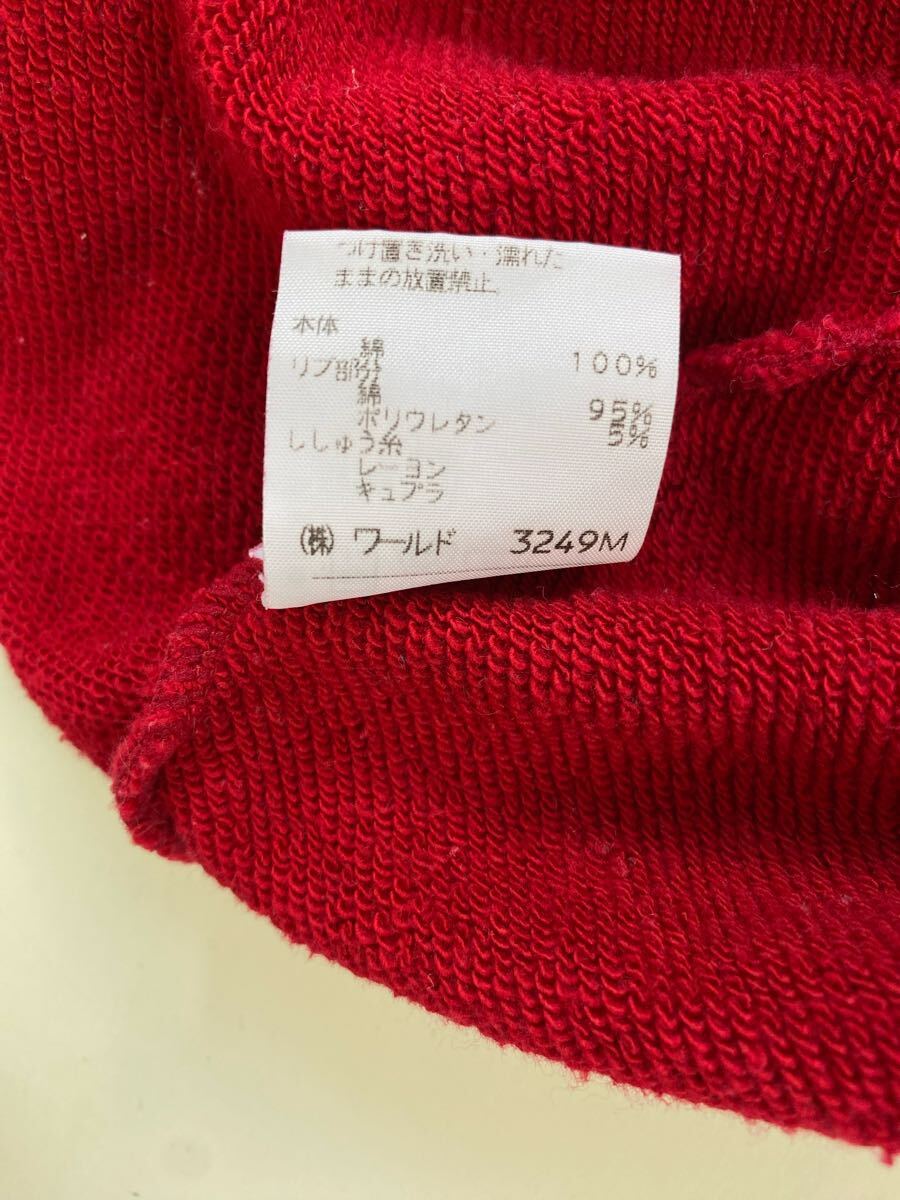 つけ置き洗い・濡れた
ままの放置禁止
本体
綿 100%
リブ部分
綿 95%
ポリウレタン 5%
ししゅう糸
レーヨン
キュプラ
(株) ワールド 3249M